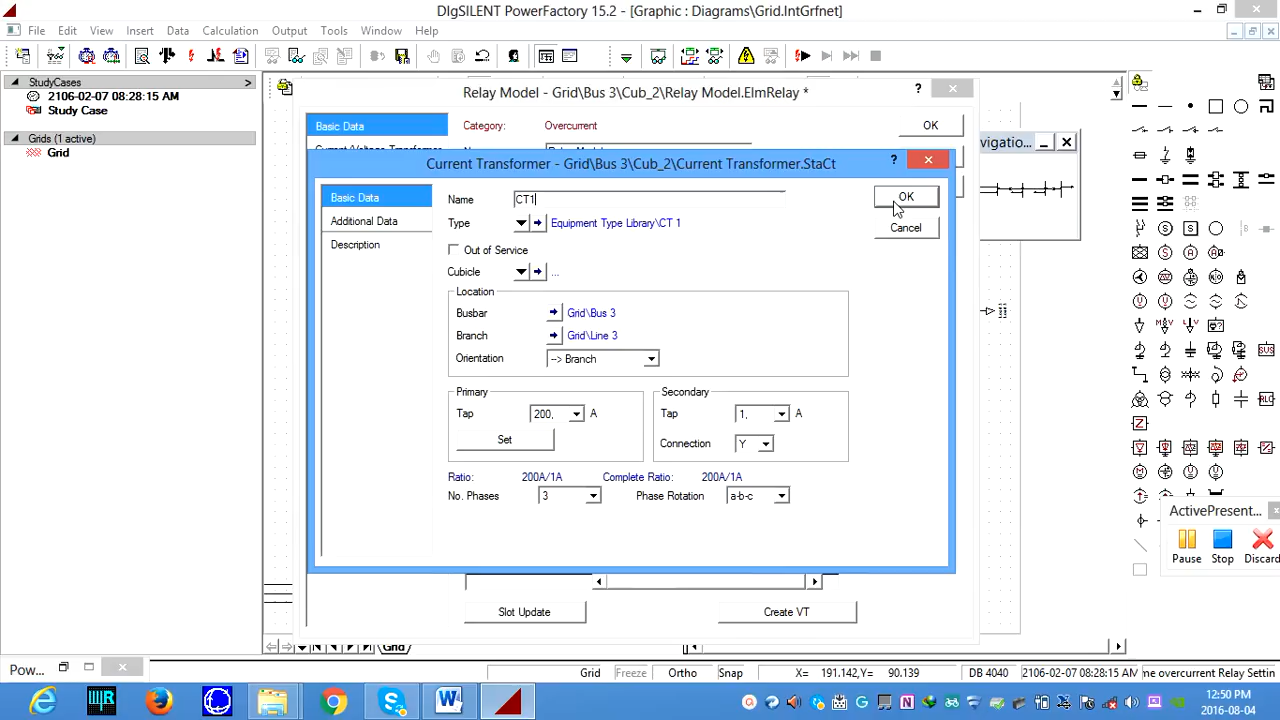 DIgSILENT PowerFactory 15.2 - [Graphic : Diagrams\Grid.IntGrfnet]
File Edit View Insert Data Calculation Output Tools Window Help
StudyCases >
2106-02-07 08:28:15 AM
Study Case
Grids (1 active)
Grid
Relay Model - Grid\Bus 3\Cub_2\Relay Model.ElmRelay *
?
Basic Data
Category: Overcurrent
OK
Current Transformer - Grid\Bus 3\Cub_2\Current Transformer.StaCt
?
vigatio...
Basic Data
Additional Data
Description
Name CT1
OK
Type Equipment Type Library\CT 1
Cancel
Out of Service
Cubicle ...
Location
Busbar Grid\Bus 3
Branch Grid\Line 3
Orientation --> Branch
Primary
Tap 200, A
Set
Secondary
Tap 1, A
Connection Y
Ratio: 200A/1A Complete Ratio: 200A/1A
No. Phases 3 Phase Rotation a-b-c
Slot Update
Create VT
Grid
ActivePresent...
Pause Stop Discard
Pow...
Grid Freeze Ortho Snap X= 191.142,Y= 90.139 DB 4040 2106-02-07 08:28:15 AM ne overcurrent Relay Settin
12:50 PM
2016-08-04